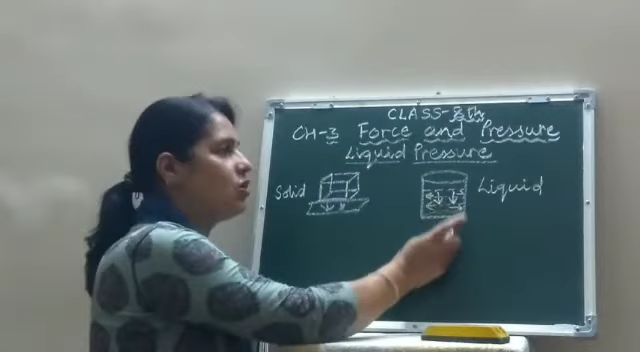 CLASS-8th
CH-3 Force and Pressure
Liquid Pressure
Solid
Liquid